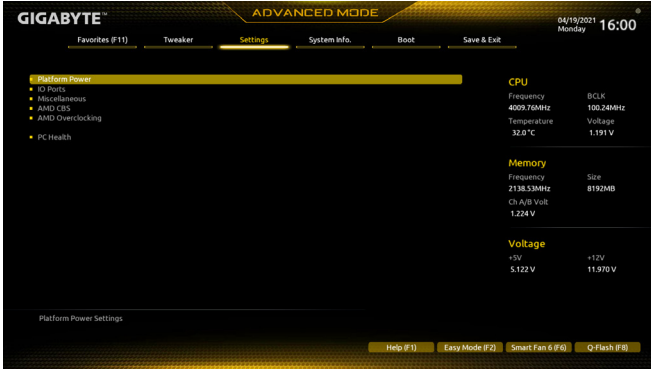 GIGABYTE™
ADVANCED MODE
04/19/2021
Monday
16:00
Favorites (F11)
Tweaker
Settings
System Info.
Boot
Save & Exit
Platform Power
IO Ports
Miscellaneous
AMD CBS
AMD Overclocking
PC Health
CPU
Frequency BCLK
4009.76MHz 100.24MHz
Temperature Voltage
32.0 °C 1.191 V
Memory
Frequency Size
2138.53MHz 8192MB
Ch A/B Volt
1.224 V
Voltage
+5V +12V
5.122 V 11.970 V
Platform Power Settings
Help (F1)
Easy Mode (F2)
Smart Fan 6 (F6)
Q-Flash (F8)